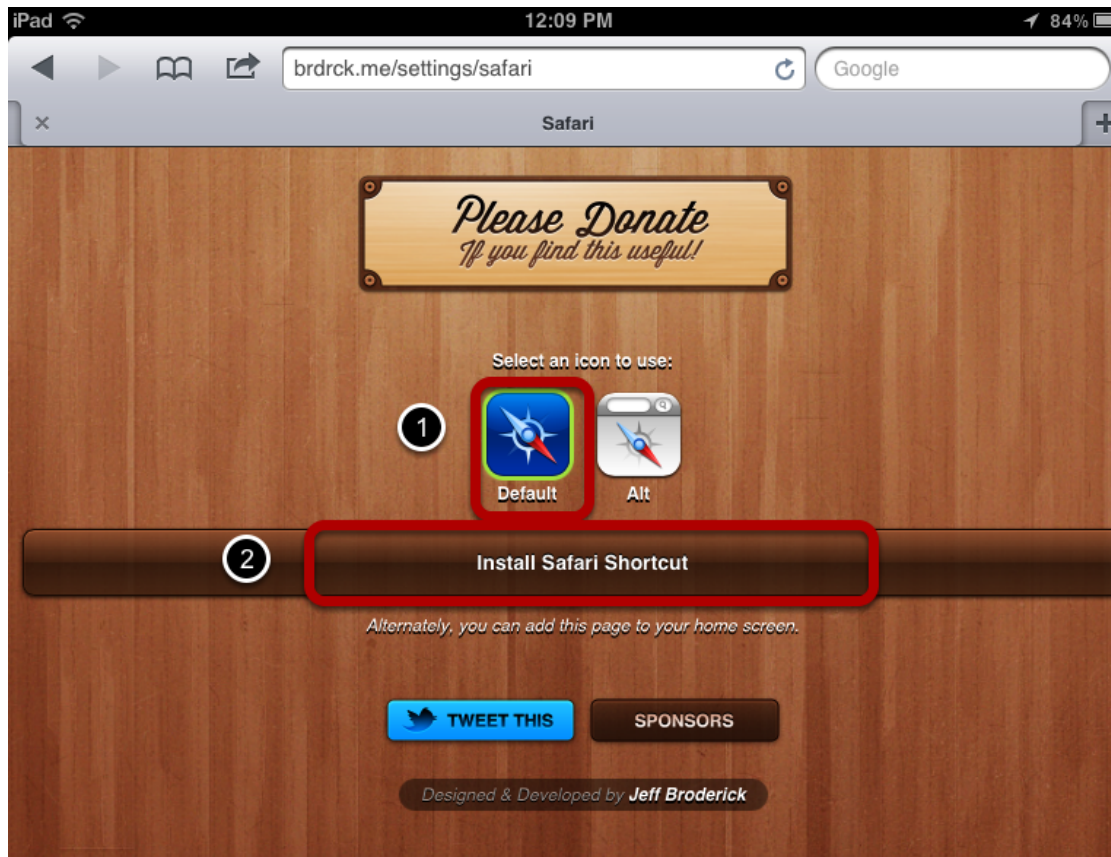 iPad 12:09 PM 84%
brdrck.me/settings/safari Google
Safari
Please Donate
If you find this useful!
Select an icon to use:
1
Default Alt
2 Install Safari Shortcut
Alternately, you can add this page to your home screen.
TWEET THIS SPONSORS
Designed & Developed by Jeff Broderick